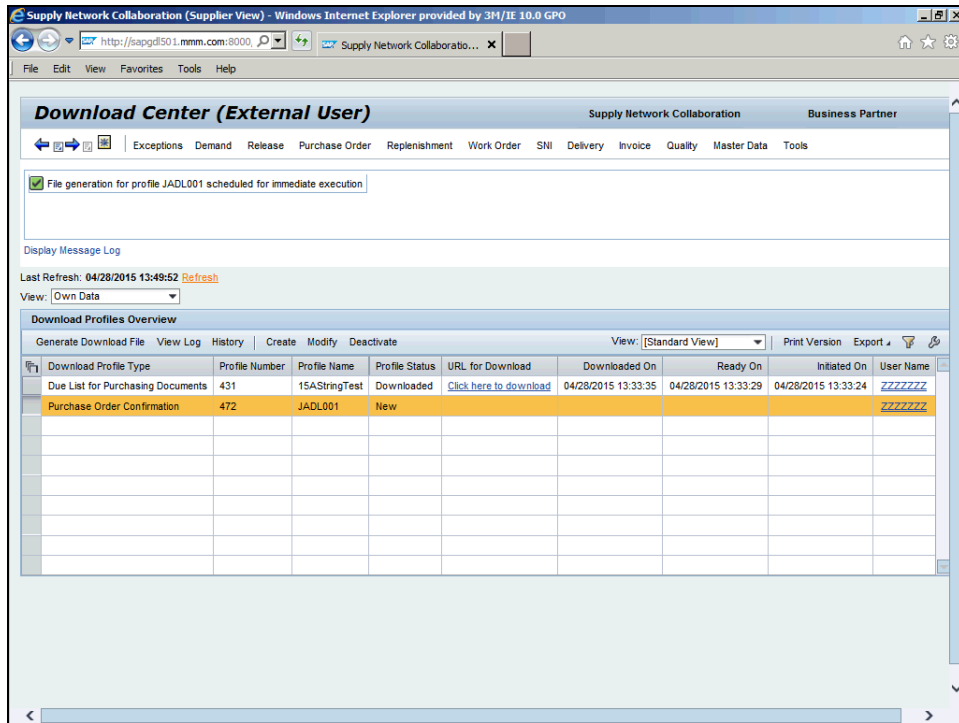 Supply Network Collaboration (Supplier View) - Windows Internet Explorer provided by 3M/IE 10.0 GPO
http://sapgdl501.mmm.com:8000, Supply Network Collaboratio...
File Edit View Favorites Tools Help
Download Center (External User) Supply Network Collaboration Business Partner
Exceptions Demand Release Purchase Order Replenishment Work Order SNI Delivery Invoice Quality Master Data Tools
File generation for profile JADL001 scheduled for immediate execution
Display Message Log
Last Refresh: 04/28/2015 13:49:52 Refresh
View: Own Data
Download Profiles Overview
Generate Download File View Log History Create Modify Deactivate View: [Standard View] Print Version Export
Download Profile Type Profile Number Profile Name Profile Status URL for Download Downloaded On Ready On Initiated On User Name
Due List for Purchasing Documents 431 15AStringTest Downloaded Click here to download 04/28/2015 13:33:35 04/28/2015 13:33:29 04/28/2015 13:33:24 ZZZZZZZ
Purchase Order Confirmation 472 JADL001 New ZZZZZZZ